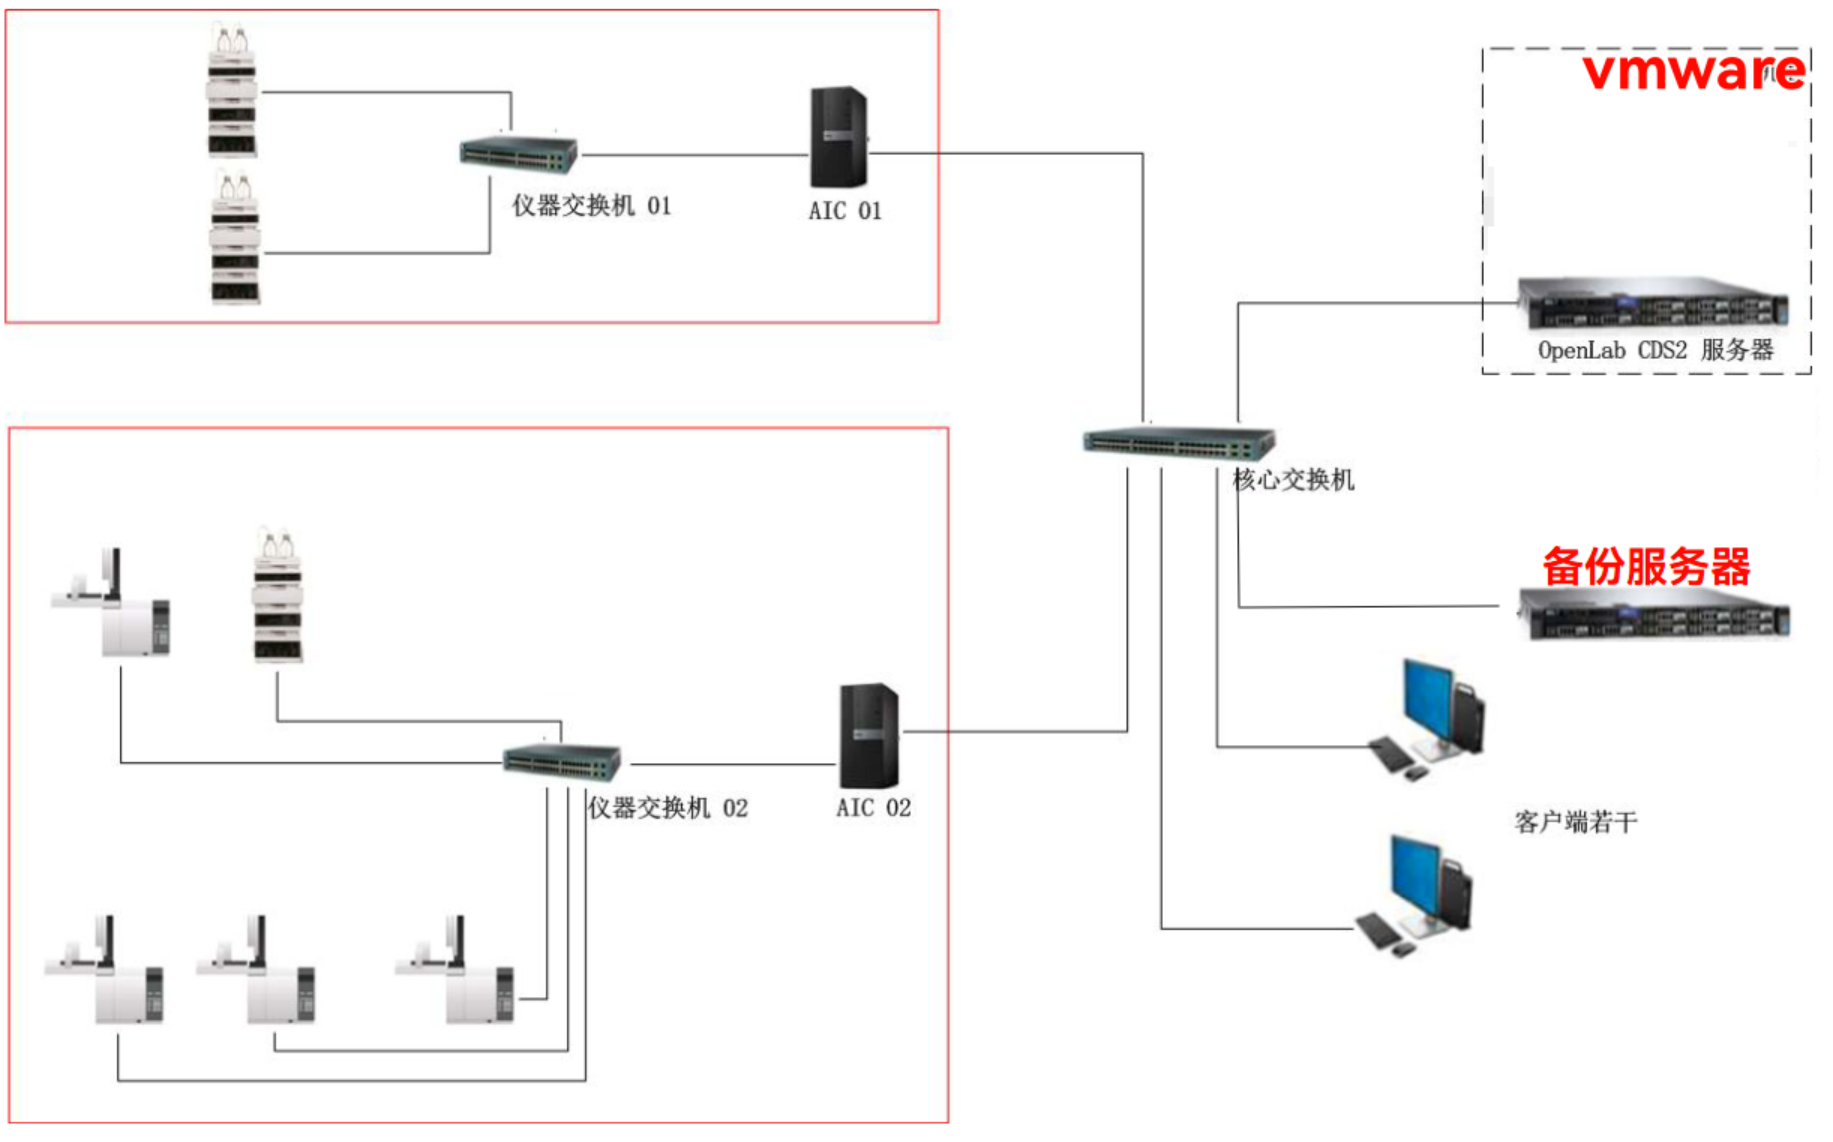 vmware
仪器交换机 01
AIC 01
OpenLab CDS2 服务器
核心交换机
备份服务器
仪器交换机 02
AIC 02
客户端若干